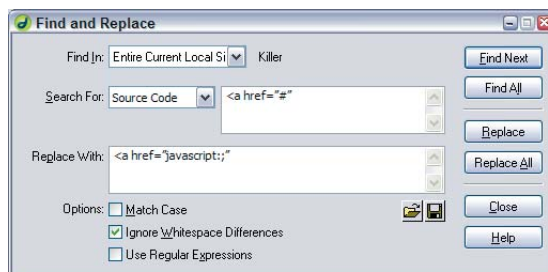 Find and Replace
Find In: Entire Current Local Si Killer
Find Next
Find All
Search For: Source Code <a href="#"
Replace
Replace With: <a href="javascript:;"
Replace All
Options: Match Case
Close
Ignore Whitespace Differences
Help
Use Regular Expressions